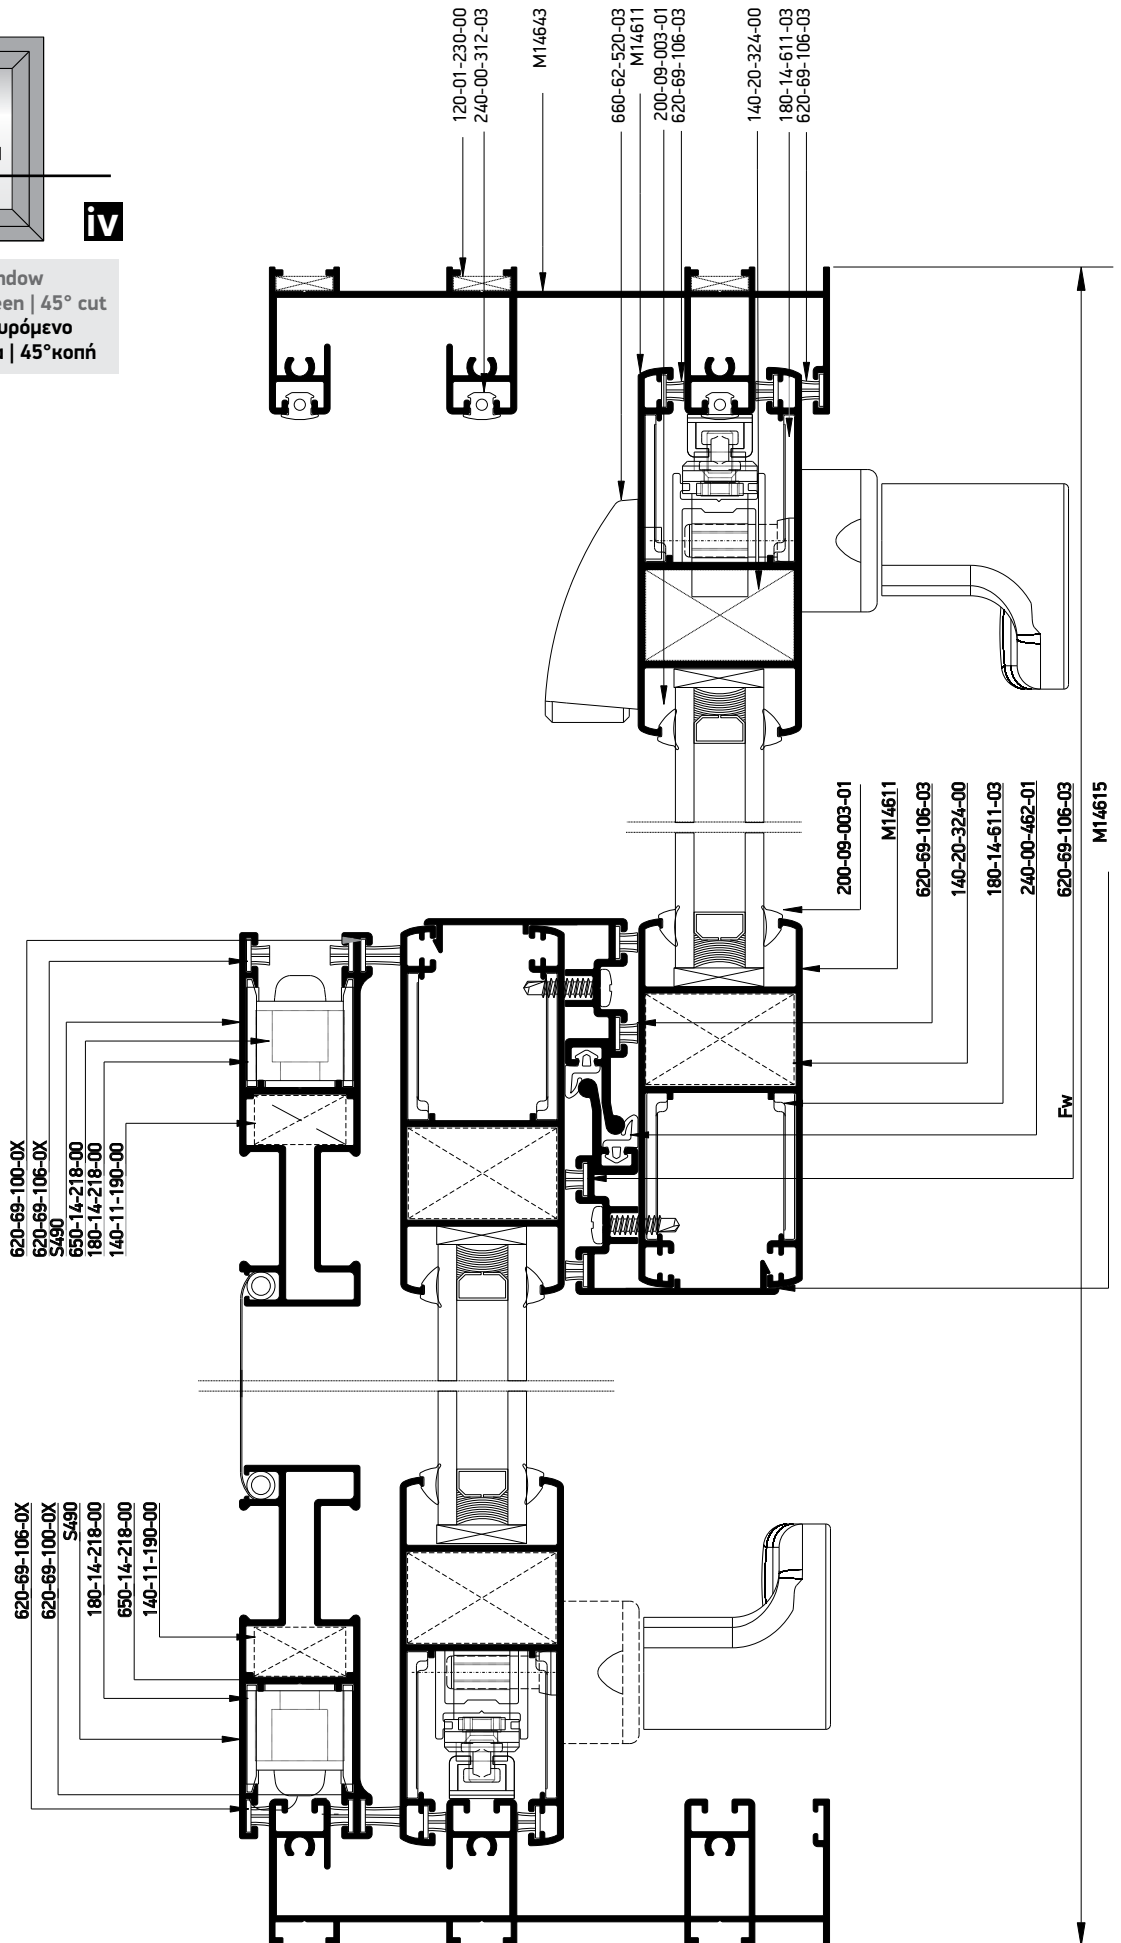 iv
een | 45° cut
| 45°κοπή
120-01-230-00
240-00-312-03
M14643
660-62-520-03
M14611
200-09-003-01
620-69-106-03
140-20-324-00
180-14-611-03
620-69-106-03
200-09-003-01
M14611
620-69-106-03
140-20-324-00
180-14-611-03
240-00-462-01
620-69-106-03
M14615
Fw
620-69-100-0X
620-69-106-0X
S490
650-14-218-00
180-14-218-00
140-11-190-00
620-69-106-0X
620-69-100-0X
S490
180-14-218-00
650-14-218-00
140-11-190-00